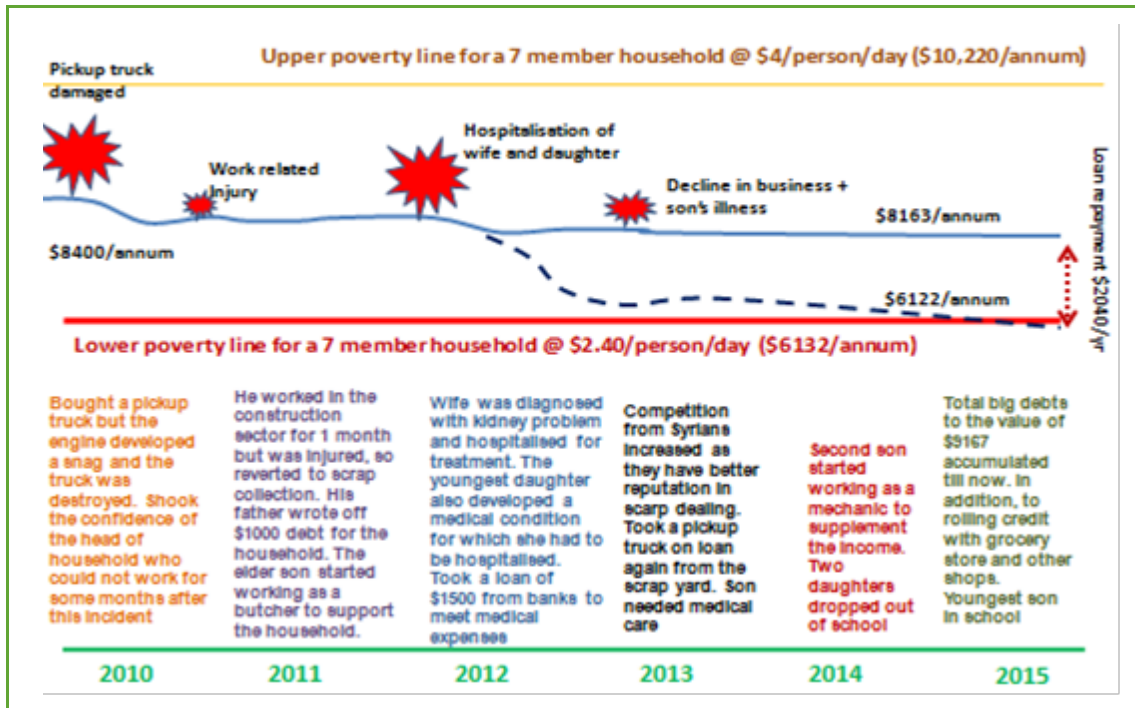 Upper poverty line for a 7 member household @ $4/person/day ($10,220/annum)
Pickup truck
damaged
Hospitalisation of
wife and daughter
Work related
Injury
Decline in business +
son's illness
$8163/annum
$8400/annum
$6122/annum
Loan repayment $2040/yr
Lower poverty line for a 7 member household @ $2.40/person/day ($6132/annum)
Bought a pickup
truck but the
engine developed
a snag and the
truck was
destroyed. Shook
the confidence of
the head of
household who
could not work for
some months after
this incident
He worked in the
construction
sector for 1 month
but was injured, so
reverted to scrap
collection. His
father wrote off
$1000 debt for the
household. The
elder son started
working as a
butcher to support
the household.
Wife was diagnosed
with kidney problem
and hospitalised for
treatment. The
youngest daughter
also developed a
medical condition
for which she had to
be hospitalised.
Took a loan of
$1500 from banks to
meet medical
expenses
Competition
from Syrians
increased as
they have better
reputation in
scarp dealing.
Took a pickup
truck on loan
again from the
scrap yard. Son
needed medical
care
Second son
started
working as a
mechanic to
supplement
the income.
Two
daughters
dropped out
of school
Total big debts
to the value of
$9167
accumulated
till now. In
addition, to
rolling credit
with grocery
store and other
shops.
Youngest son
in school
2010
2011
2012
2013
2014
2015